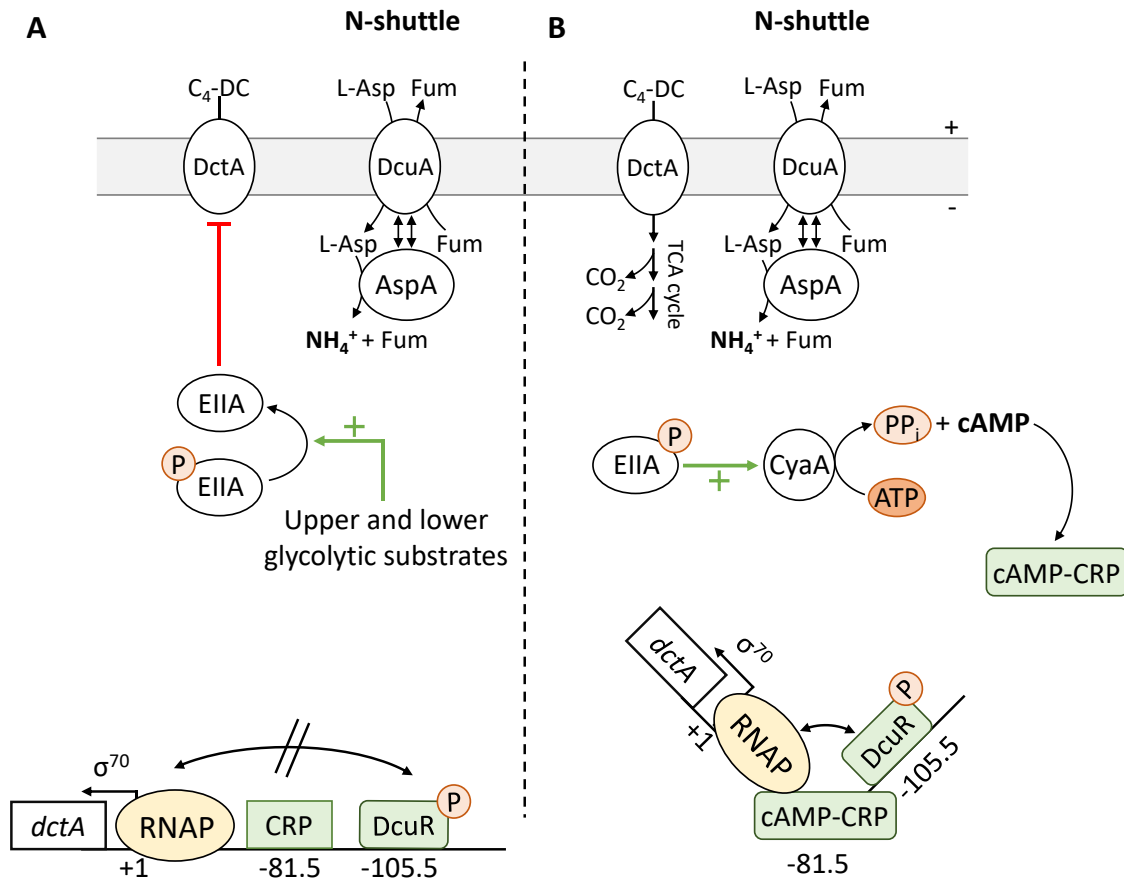 A
N-shuttle
C₄-DC
L-Asp
Fum
DctA
DcuA
L-Asp
Fum
AspA
NH₄⁺ + Fum
EIIA
+
P
EIIA
Upper and lower
glycolytic substrates
σ⁷⁰
P
dctA
RNAP
CRP
DcuR
+1
-81.5
-105.5
B
N-shuttle
C₄-DC
L-Asp
Fum
+
DctA
DcuA
-
L-Asp
Fum
TCA cycle
CO₂
AspA
CO₂
NH₄⁺ + Fum
P
EIIA
+
CyaA
PPᵢ + cAMP
ATP
cAMP-CRP
dctA
σ⁷⁰
P
RNAP
DcuR
+1
-105.5
cAMP-CRP
-81.5